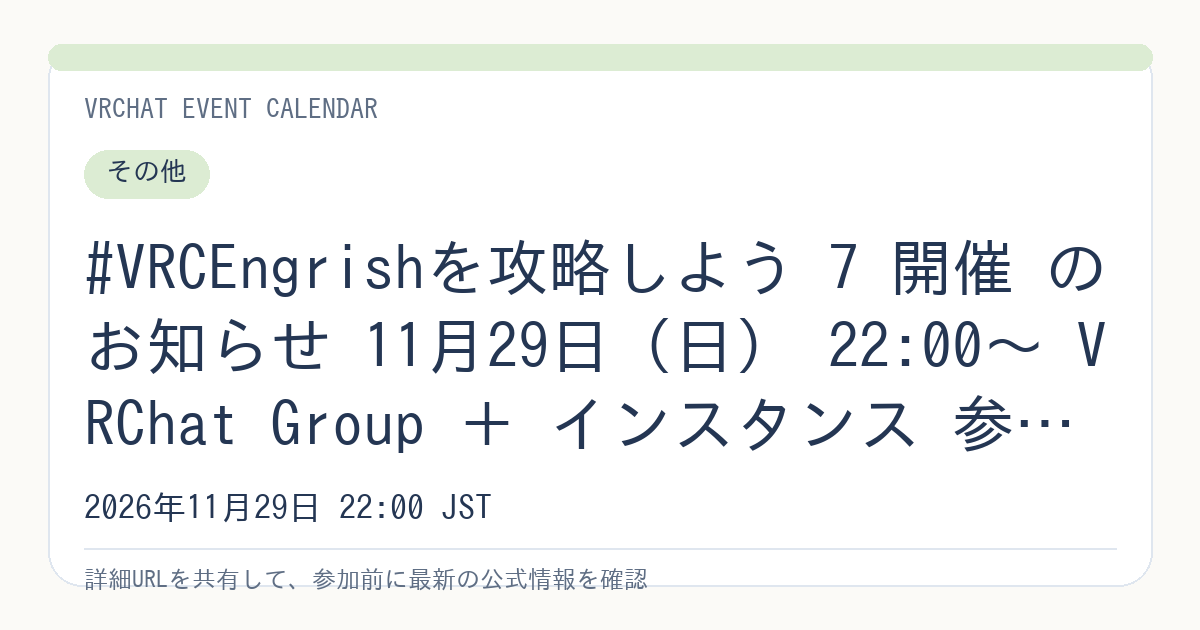 VRCHAT EVENT CALENDAR
その他
#VRCEngrishを攻略しよう 7 開催 の
お知らせ 11月29日（日） 22:00〜 V
RChat Group ＋ インスタンス 参…
2026年11月29日 22:00 JST
詳細URLを共有して、参加前に最新の公式情報を確認